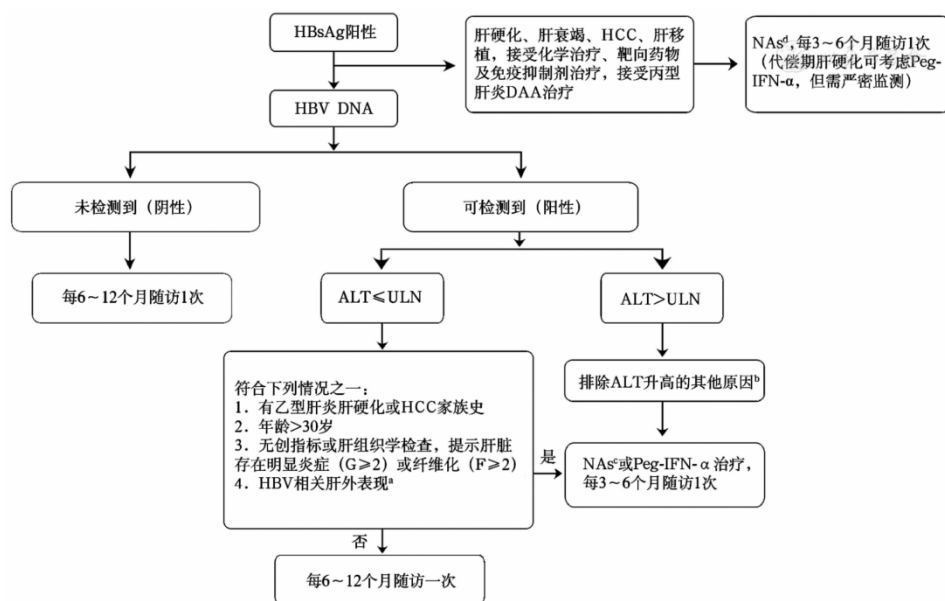 HBsAg阳性
肝硬化、肝衰竭、HCC、肝移
植，接受化学治疗、靶向药物
及免疫抑制剂治疗，接受丙型
肝炎DAA治疗
NAsᵈ，每3～6个月随访1次
（代偿期肝硬化可考虑Peg-
IFN-α，但需严密监测）
HBV DNA
未检测到（阴性）
可检测到（阳性）
每6～12个月随访1次
ALT≤ULN
ALT>ULN
符合下列情况之一：
1．有乙型肝炎肝硬化或HCC家族史
2．年龄>30岁
3．无创指标或肝组织学检查，提示肝脏
存在明显炎症（G≥2）或纤维化（F≥2）
4．HBV相关肝外表现ᵃ
排除ALT升高的其他原因ᵇ
是
NAsᶜ或Peg-IFN-α治疗，
每3～6个月随访1次
否
每6～12个月随访一次